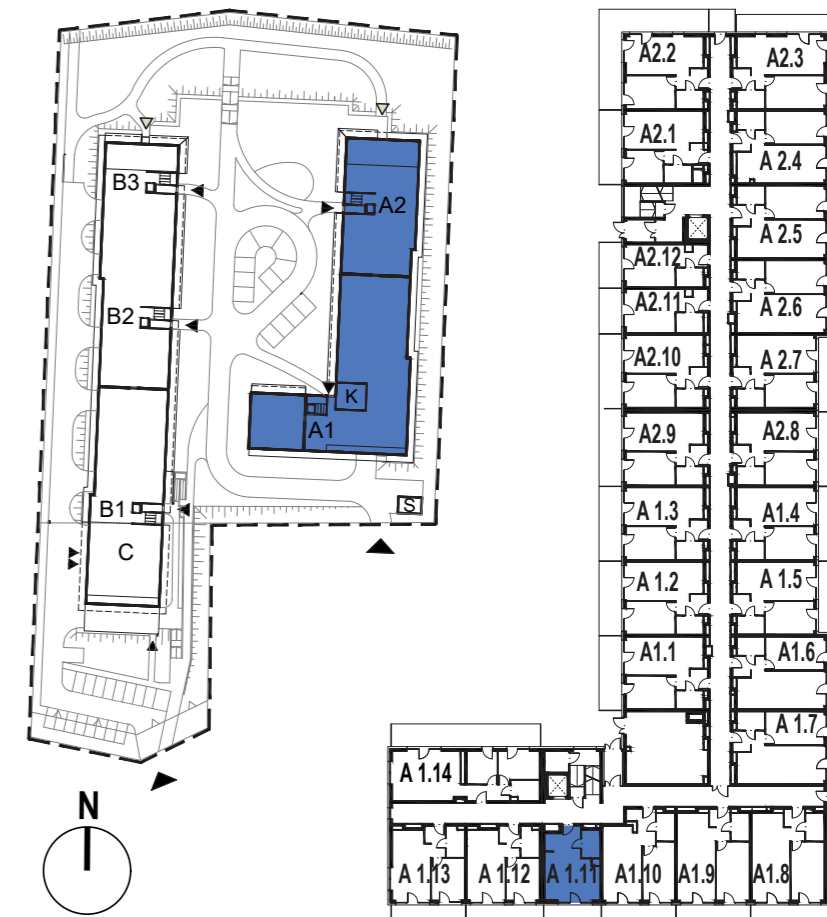 B3
A2
B2
K
A1
B1
S
C
N
A2.2
A2.3
A2.1
A 2.4
A 2.5
A2.12
A2.11
A 2.6
A2.10
A 2.7
A2.9
A2.8
A 1.3
A1.4
A 1.2
A 1.5
A1.1
A1.6
A 1.7
A 1.14
A 1.13
A 1.12
A 1.11
A1.10
A1.9
A1.8